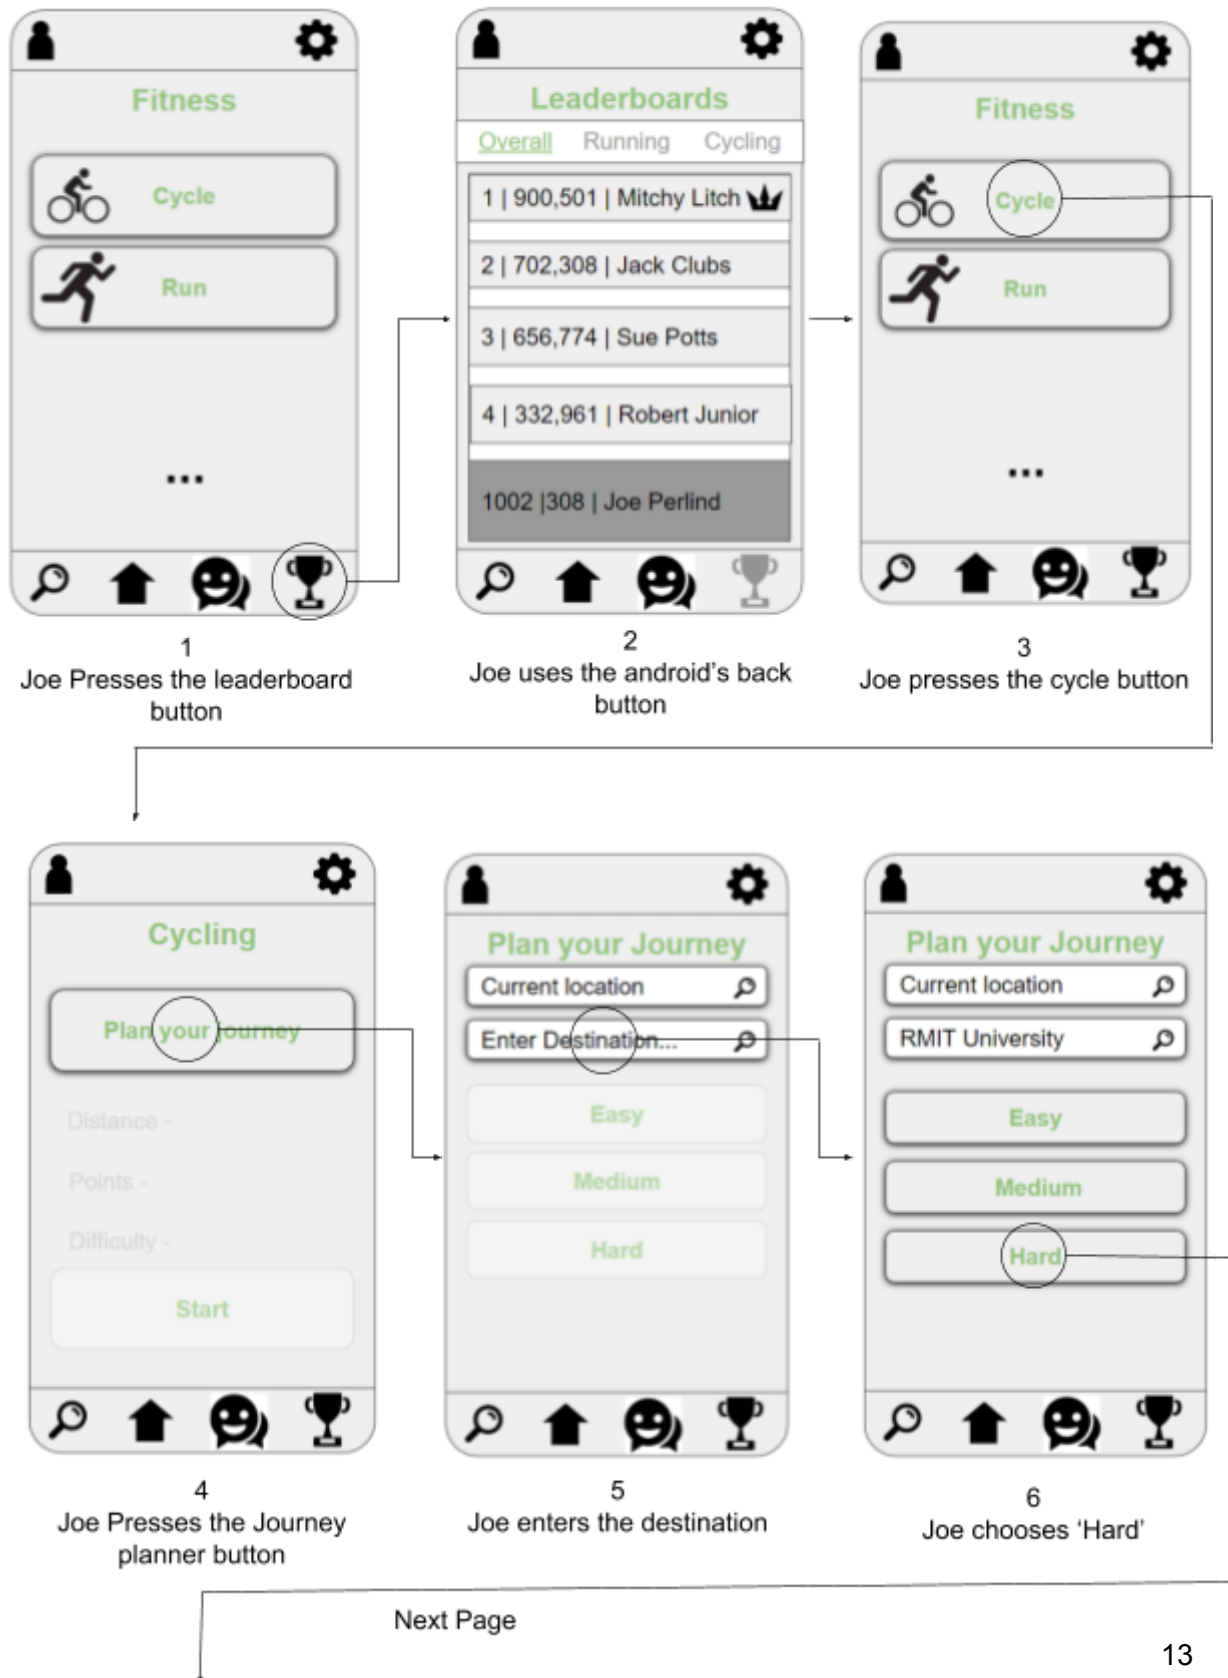 Fitness
Cycle
Run
...
1
Joe Presses the leaderboard
button
Leaderboards
Overall Running Cycling
1 | 900,501 | Mitchy Litch
2 | 702,308 | Jack Clubs
3 | 656,774 | Sue Potts
4 | 332,961 | Robert Junior
1002 |308 | Joe Perlind
2
Joe uses the android's back
button
Fitness
Cycle
Run
...
3
Joe presses the cycle button
Cycling
Plan your journey
Distance -
Points -
Difficulty -
Start
4
Joe Presses the Journey
planner button
Plan your Journey
Current location
Enter Destination...
Easy
Medium
Hard
5
Joe enters the destination
Plan your Journey
Current location
RMIT University
Easy
Medium
Hard
6
Joe chooses 'Hard'
Next Page
13